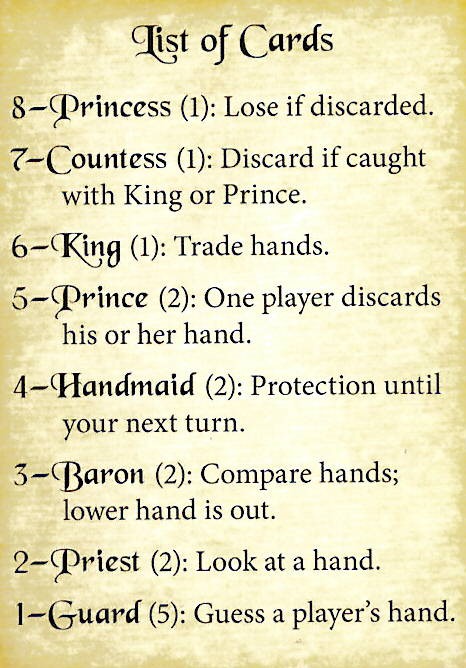 List of Cards
8–Princess (1): Lose if discarded.
7–Countess (1): Discard if caught
with King or Prince.
6–King (1): Trade hands.
5–Prince (2): One player discards
his or her hand.
4–Handmaid (2): Protection until
your next turn.
3–Baron (2): Compare hands;
lower hand is out.
2–Priest (2): Look at a hand.
1–Guard (5): Guess a player's hand.